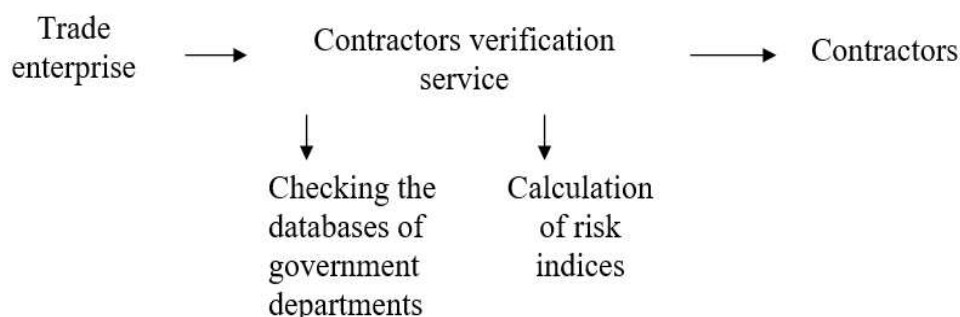 Trade
enterprise
Contractors verification
service
Contractors
Checking the
databases of
government
departments
Calculation
of risk
indices